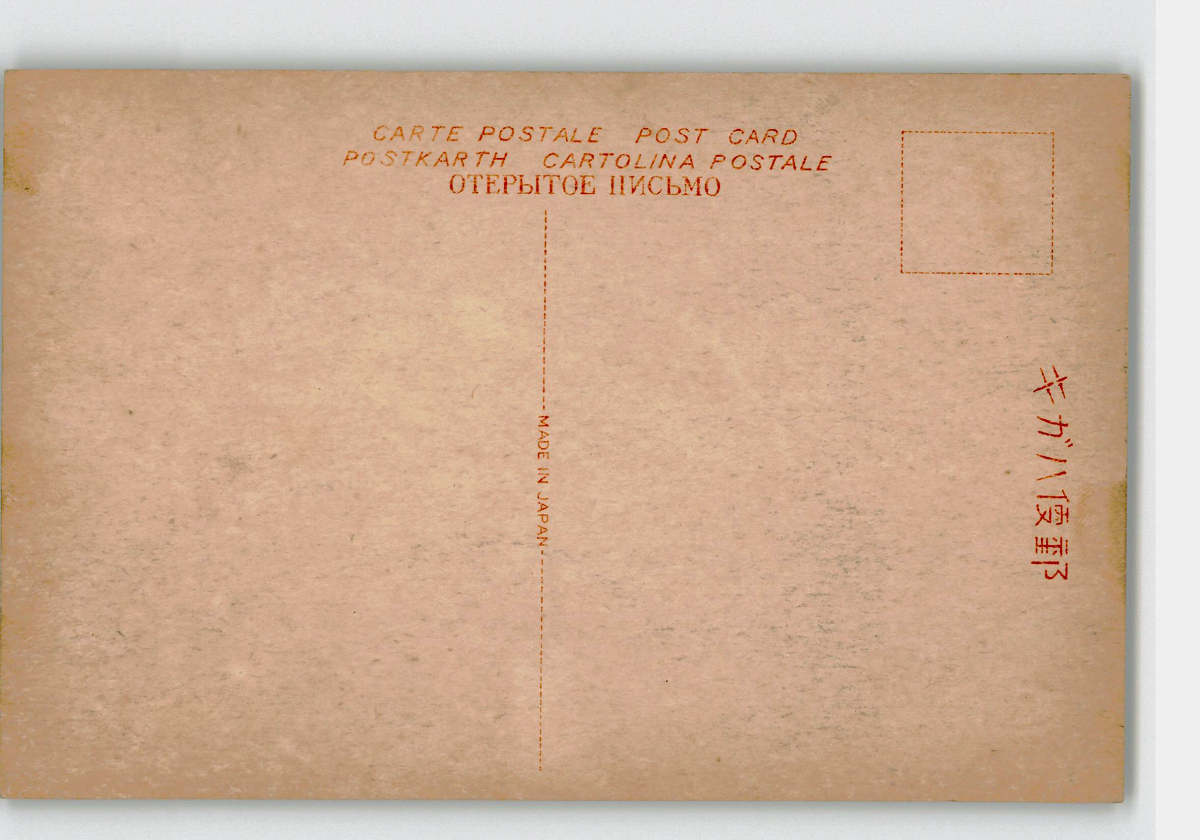 CARTE POSTALE POST CARD
POSTKARTH CARTOLINA POSTALE
ОТЕРЫТОЕ ПИСЬМО
MADE IN JAPAN
郵便ハガキ